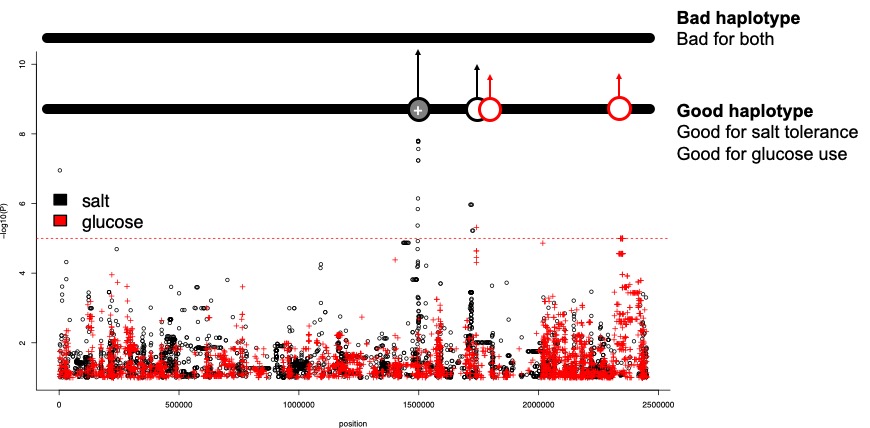 Bad haplotype
Bad for both
Good haplotype
Good for salt tolerance
Good for glucose use
+
salt
glucose
-log10(P)
10
8
6
4
2
0
500000
1000000
1500000
2000000
2500000
position